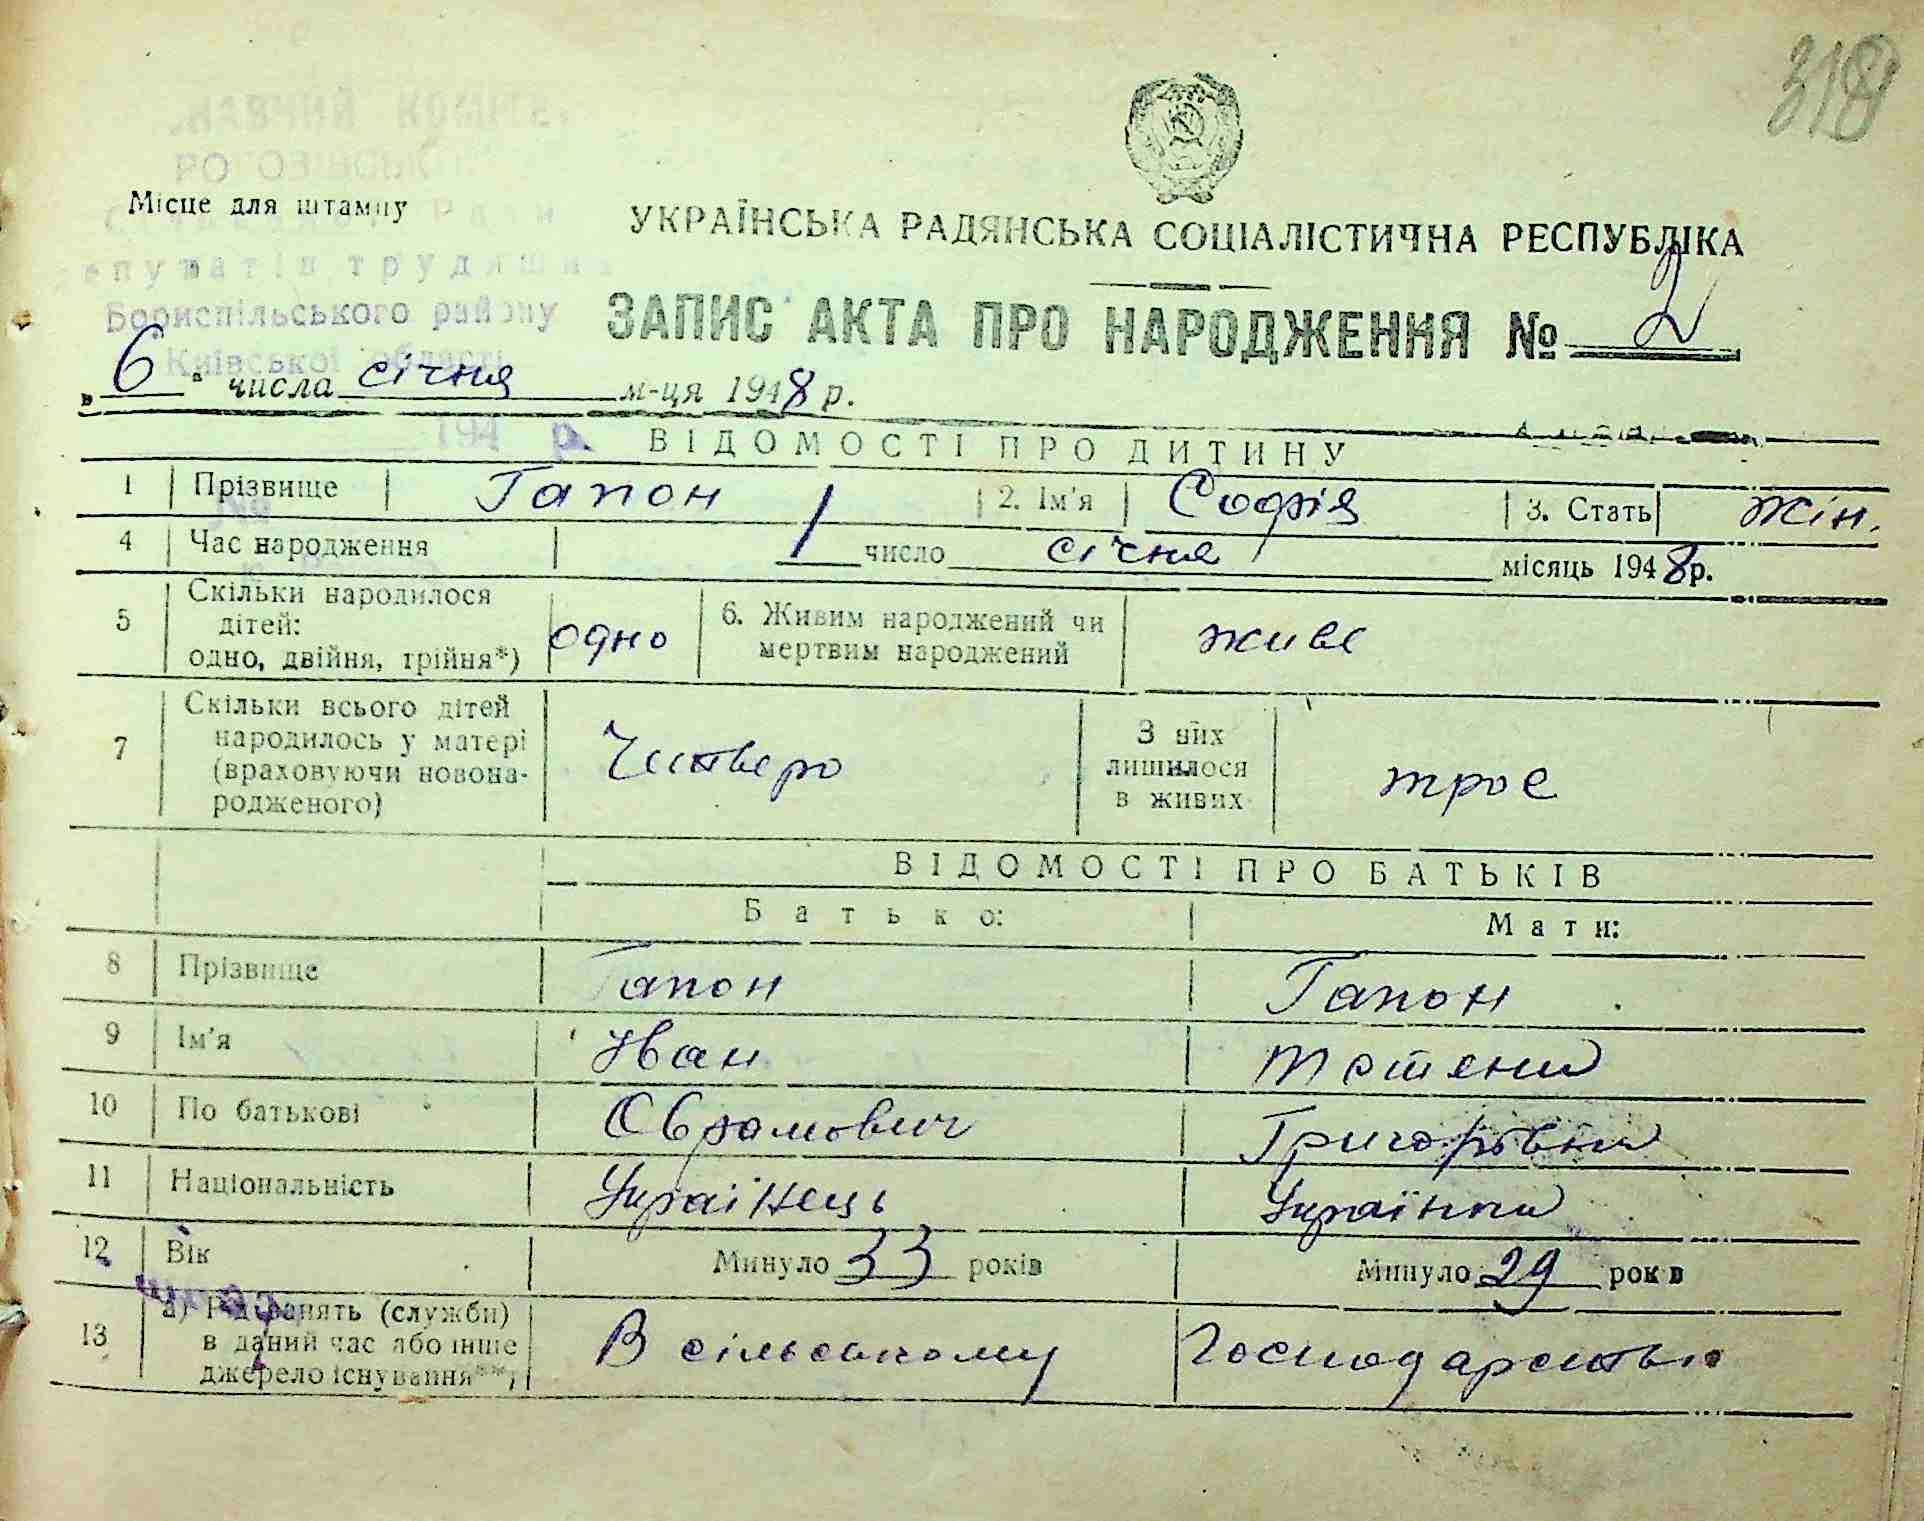 318
Місце для штампу
УКРАЇНСЬКА РАДЯНСЬКА СОЦІАЛІСТИЧНА РЕСПУБЛІКА
Бориспільського району
Київської області
194 р.
ЗАПИС АКТА ПРО НАРОДЖЕННЯ № 2
в 6 " числа січня м-ця 1948 р.
ВІДОМОСТІ ПРО ДИТИНУ
1 Прізвище Гапон 2. Ім'я Софія 3. Стать жін.
4 Час народження 1 число січня місяць 1948 р.
5 Скільки народилося дітей: одно, двійня, трійня*) одно 6. Живим народжений чи мертвим народжений живе
7 Скільки всього дітей народилось у матері (враховуючи новонародженого) Читверо З них лишилося в живих троє
ВІДОМОСТІ ПРО БАТЬКІВ
Батько: Мати:
8 Прізвище Гапон Гапон
9 Ім'я Іван Тетяна
10 По батькові Оврамович Григорівна
11 Національність Українець Українка
12 Вік Минуло 33 років Минуло 29 років
13 а) Рід занять (служби) в даний час або інше джерело існування**) В сільському господарстві